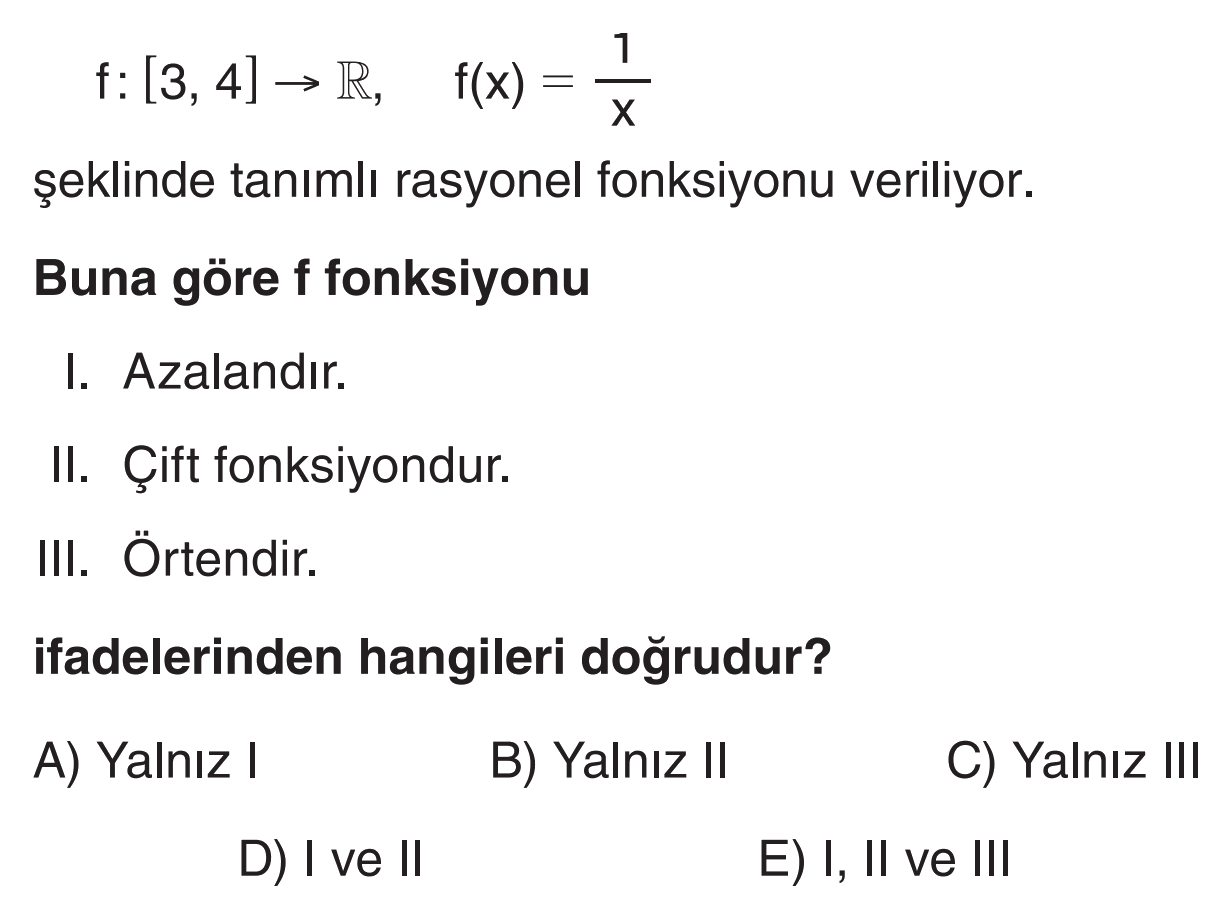 f: [3, 4] → ℝ, f(x) = 1/x
şeklinde tanımlı rasyonel fonksiyonu veriliyor.
Buna göre f fonksiyonu
I. Azalandır.
II. Çift fonksiyondur.
III. Örtendir.
ifadelerinden hangileri doğrudur?
A) Yalnız I B) Yalnız II C) Yalnız III
D) I ve II E) I, II ve III